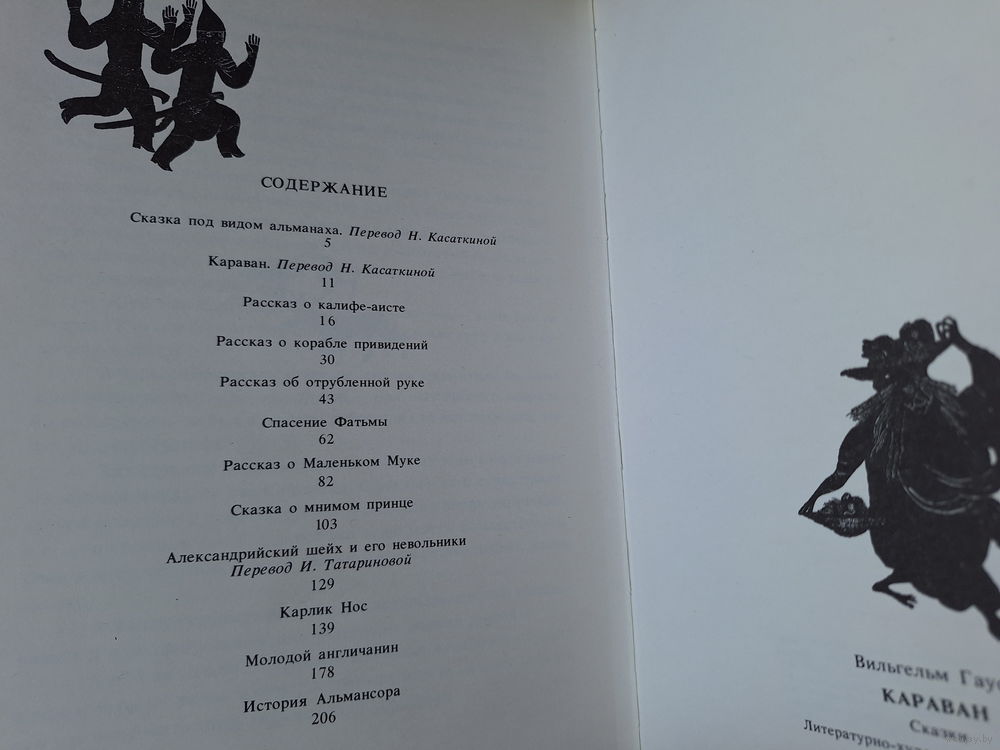 СОДЕРЖАНИЕ
Сказка под видом альманаха. Перевод Н. Касаткиной
5
Караван. Перевод Н. Касаткиной
11
Рассказ о калифе-аисте
16
Рассказ о корабле привидений
30
Рассказ об отрубленной руке
43
Спасение Фатьмы
62
Рассказ о Маленьком Муке
82
Сказка о мнимом принце
103
Александрийский шейх и его невольники
Перевод И. Татариновой
129
Карлик Нос
139
Молодой англичанин
178
История Альмансора
206
Вильгельм
КАРАВАН
Сказки